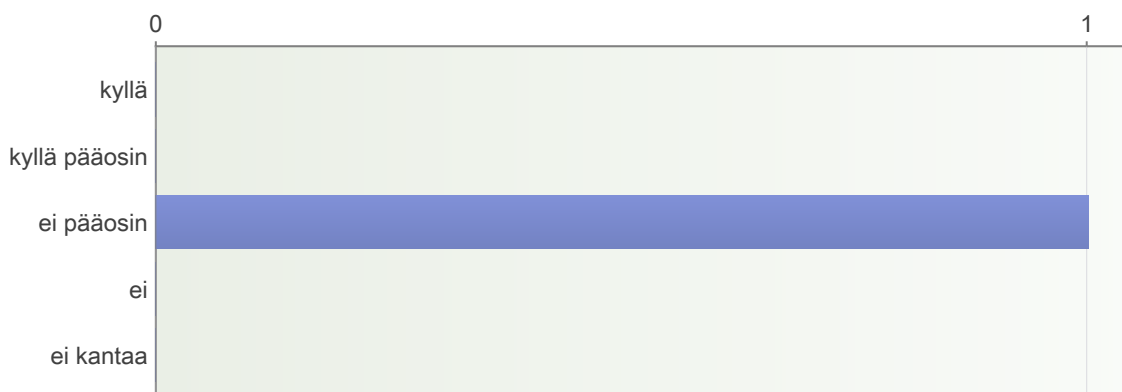 0 1
kyllä
kyllä pääosin
ei pääosin
ei
ei kantaa